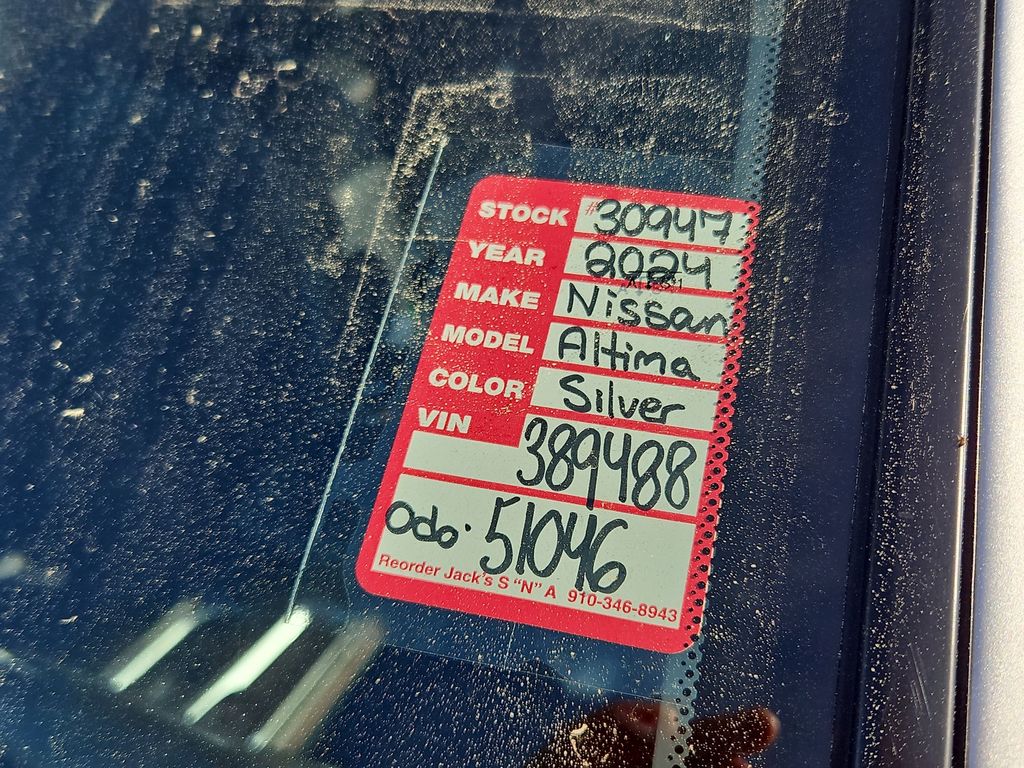 STOCK #30947
YEAR 2024
MAKE Nissan
MODEL Altima
COLOR Silver
VIN 389488
Odo: 51046
Reorder Jack's S "N" A 910-346-8943